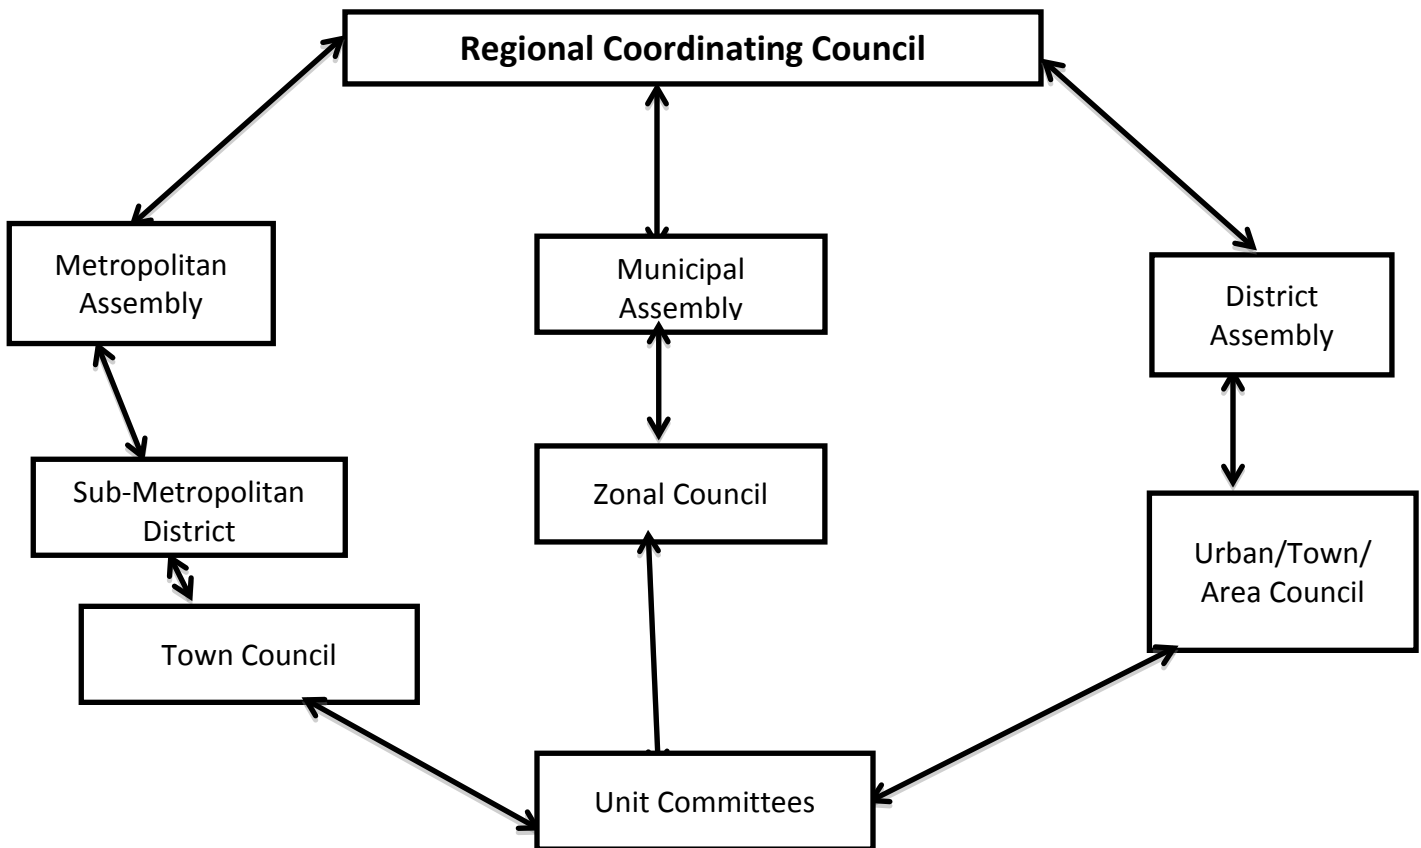 Regional Coordinating Council
Metropolitan
Assembly
Municipal
Assembly
District
Assembly
Sub-Metropolitan
District
Zonal Council
Urban/Town/
Area Council
Town Council
Unit Committees